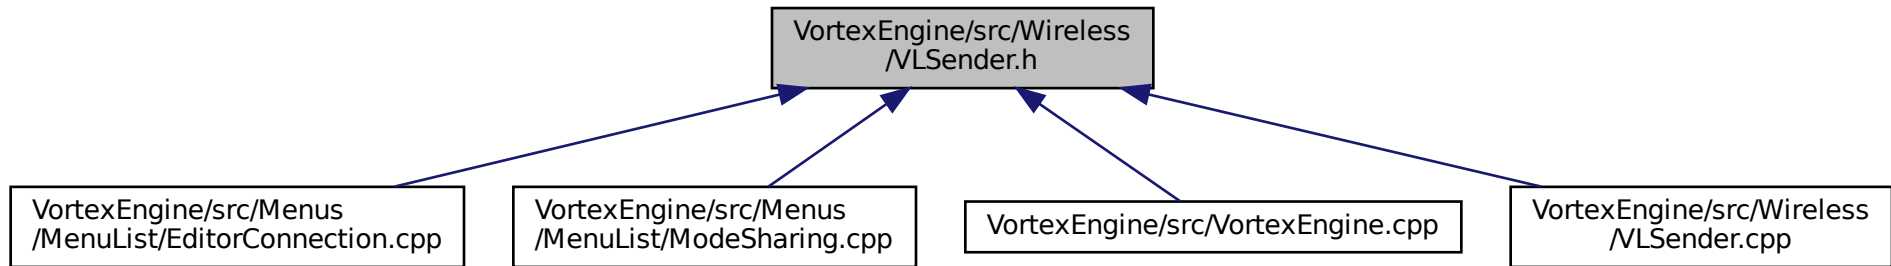 VortexEngine/src/Wireless
/VLSender.h
VortexEngine/src/Menus
/MenuList/EditorConnection.cpp
VortexEngine/src/Menus
/MenuList/ModeSharing.cpp
VortexEngine/src/VortexEngine.cpp
VortexEngine/src/Wireless
/VLSender.cpp